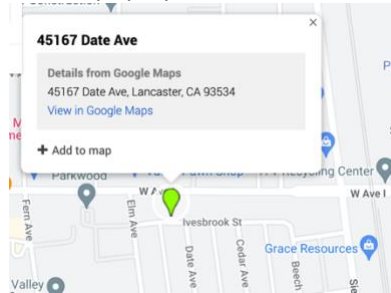 45167 Date Ave
Details from Google Maps
45167 Date Ave, Lancaster, CA 93534
View in Google Maps
+ Add to map
Parkwood
Recycling Center
W Ave I
Fern Ave
Elm Ave
Ivesbrook St
Date Ave
Cedar Ave
Beech
Grace Resources
Valley